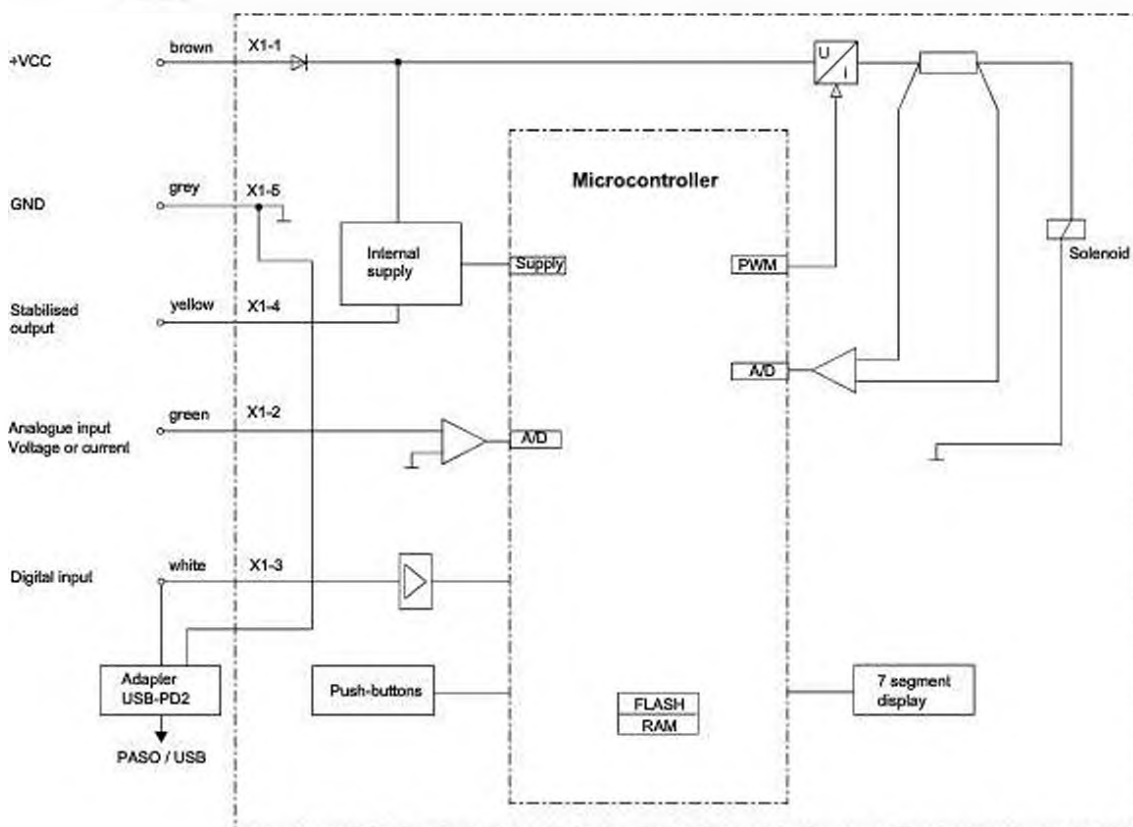 +VCC
brown
X1-1
U
I
Microcontroller
GND
grey
X1-5
Internal
supply
Supply
PWM
Solenoid
Stabilised
output
yellow
X1-4
A/D
Analogue input
Voltage or current
green
X1-2
A/D
Digital input
white
X1-3
Adapler
USB-PD2
Push-buttons
FLASH
RAM
7 segment
display
PASO / USB